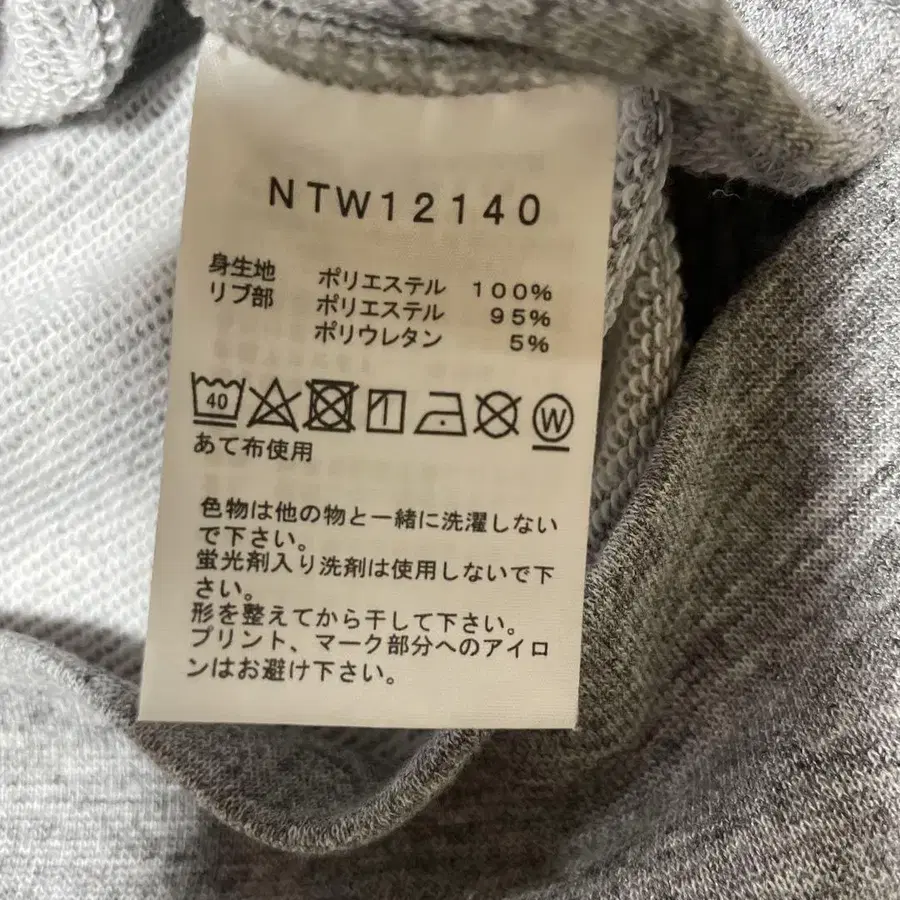 NTW12140
身生地 ポリエステル 100%
リブ部 ポリエステル 95%
ポリウレタン 5%
40 W
あて布使用
色物は他の物と一緒に洗濯しない
で下さい。
蛍光剤入り洗剤は使用しないで下
さい。
形を整えてから干して下さい。
プリント、マーク部分へのアイロ
ンはお避け下さい。